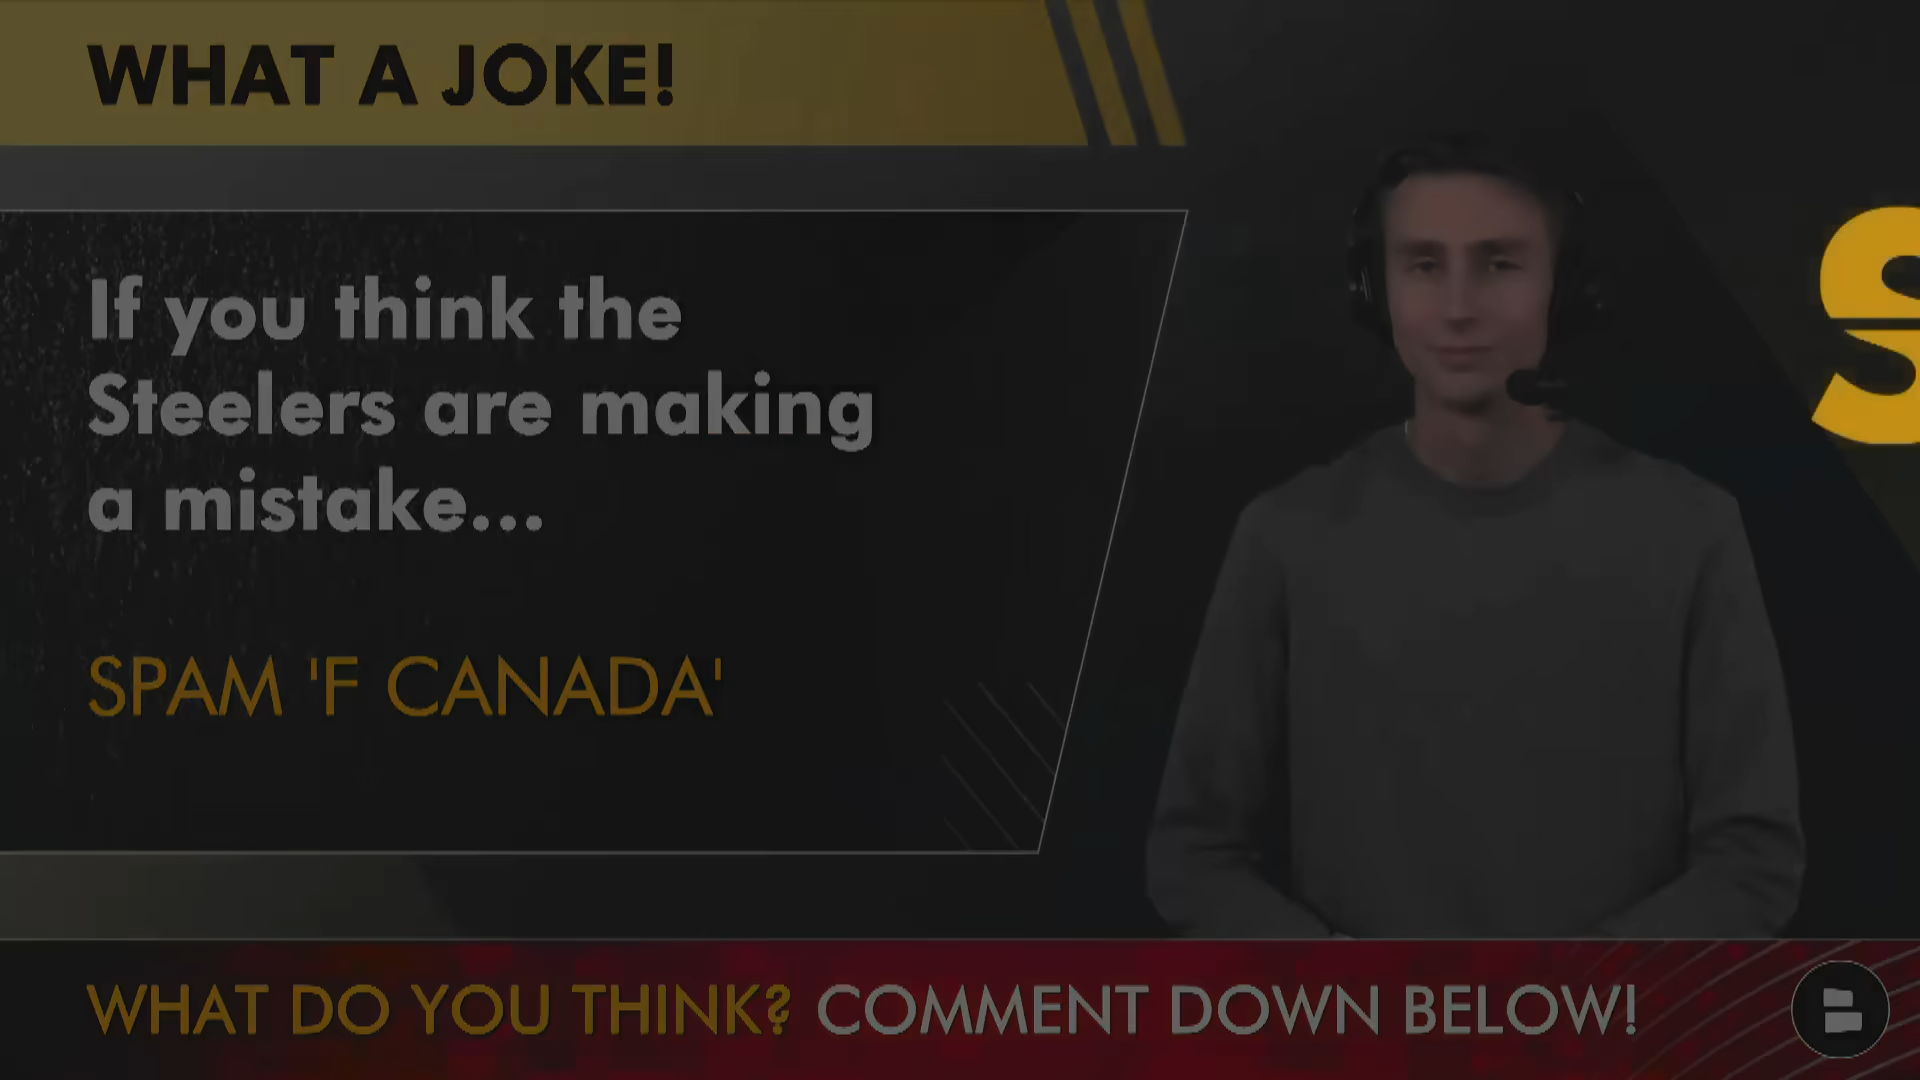 WHAT A JOKE!
If you think the
Steelers are making
a mistake...
SPAM 'F CANADA'
S
WHAT DO YOU THINK? COMMENT DOWN BELOW!